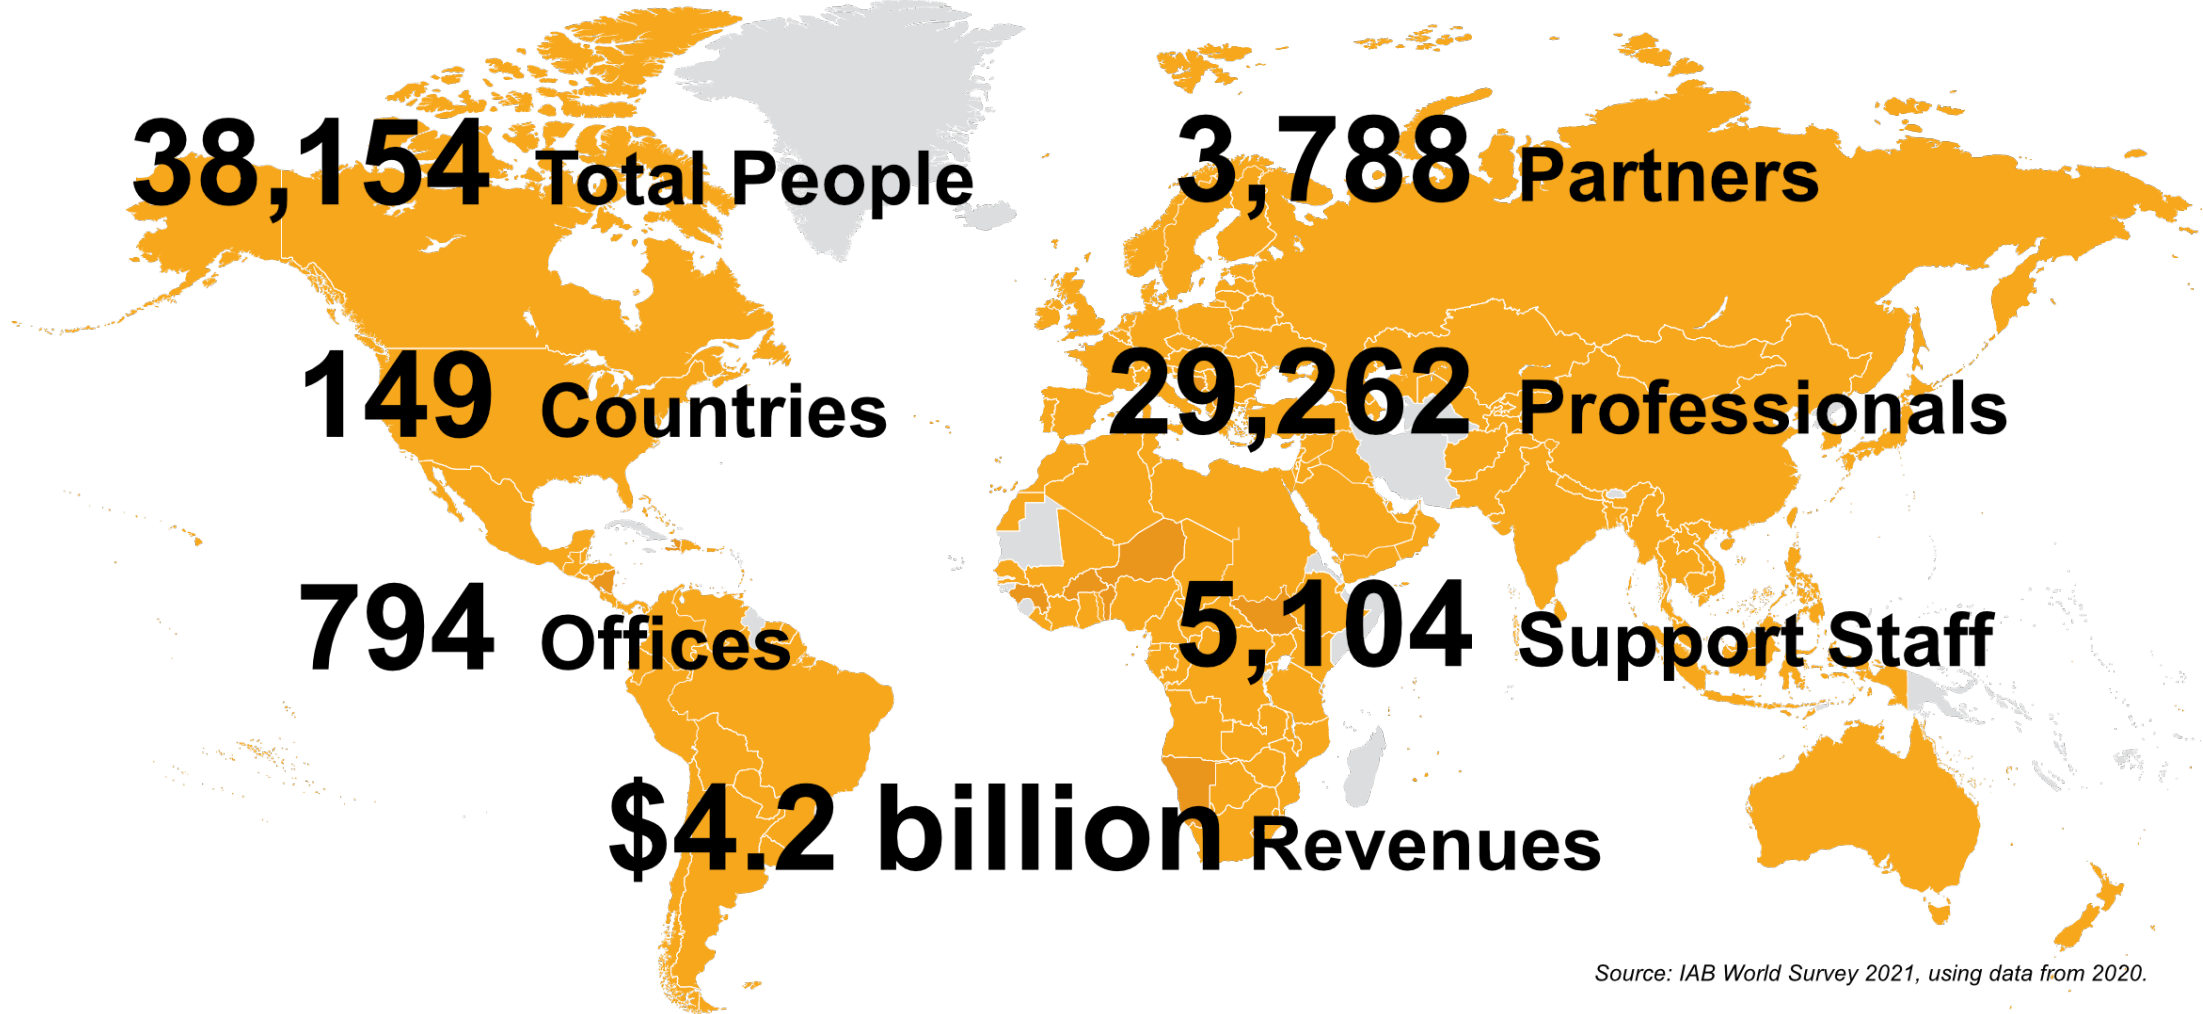 38,154 Total People
149 Countries
794 Offices
3,788 Partners
29,262 Professionals
5,104 Support Staff
$4.2 billion Revenues
Source: IAB World Survey 2021, using data from 2020.